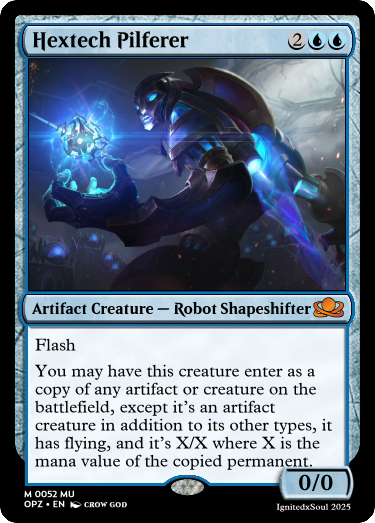 Hextech Pilferer 2
Artifact Creature — Robot Shapeshifter
Flash
You may have this creature enter as a
copy of any artifact or creature on the
battlefield, except it's an artifact
creature in addition to its other types, it
has flying, and it's X/X where X is the
mana value of the copied permanent.
0/0
M 0052 MU
OPZ • EN CROW GOD
IgnitedxSoul 2025